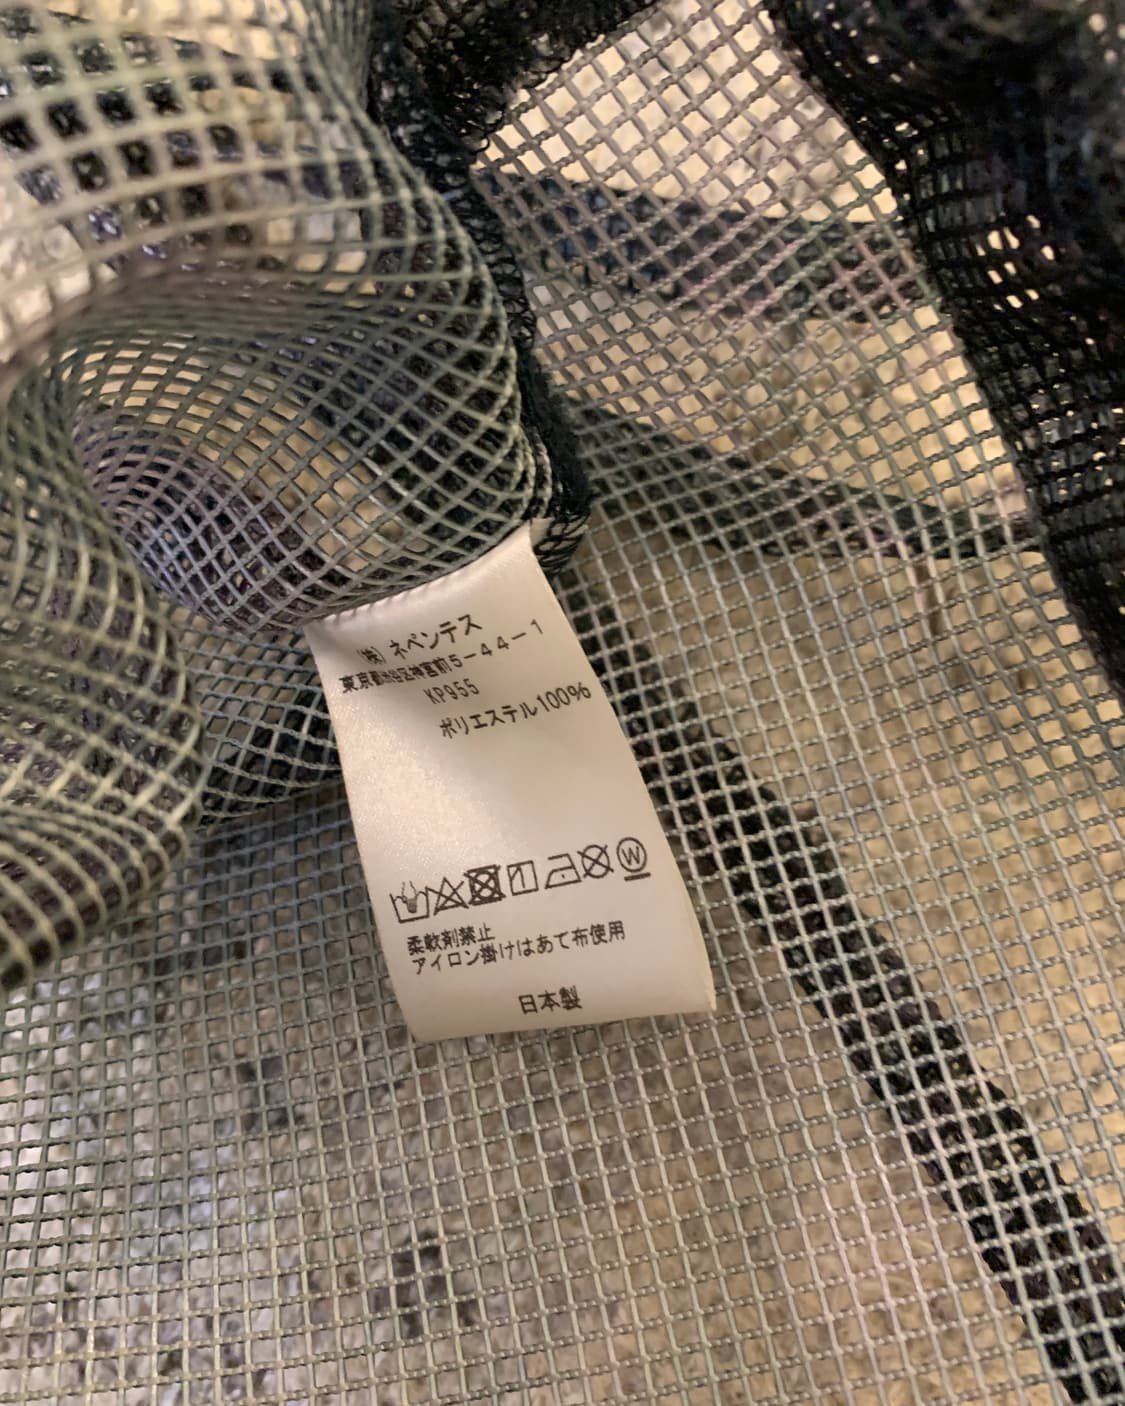 ㈱ ネペンテス
東京都渋谷区神宮前5-44-1
KP955
ポリエステル100%
W
柔軟剤禁止
アイロン掛けはあて布使用
日本製